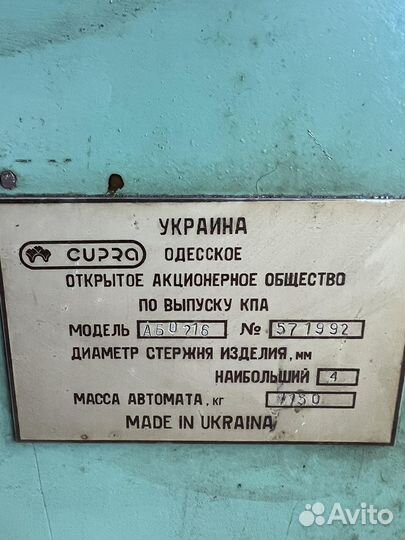 УКРАИНА
CUPRA ОДЕССКОЕ
ОТКРЫТОЕ АКЦИОНЕРНОЕ ОБЩЕСТВО
ПО ВЫПУСКУ КПА
МОДЕЛЬ № 571992
ДИАМЕТР СТЕРЖНЯ ИЗДЕЛИЯ, мм
НАИБОЛЬШИЙ 4
МАССА АВТОМАТА, кг
MADE IN UKRAINA
Avito